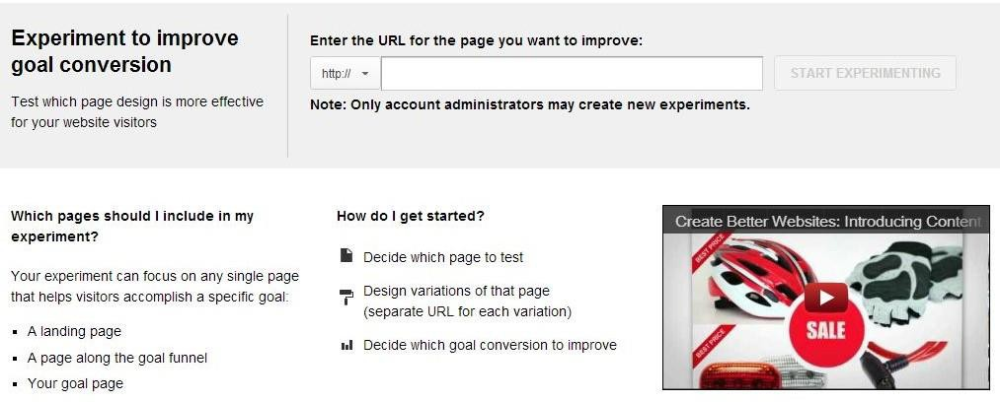 Experiment to improve
goal conversion
Test which page design is more effective
for your website visitors
Enter the URL for the page you want to improve:
http://
START EXPERIMENTING
Note: Only account administrators may create new experiments.
Which pages should I include in my
experiment?
Your experiment can focus on any single page
that helps visitors accomplish a specific goal:
A landing page
A page along the goal funnel
Your goal page
How do I get started?
Decide which page to test
Design variations of that page
(separate URL for each variation)
Decide which goal conversion to improve
Create Better Websites: Introducing Content
BEST PRICE
SALE
BEST PRICE